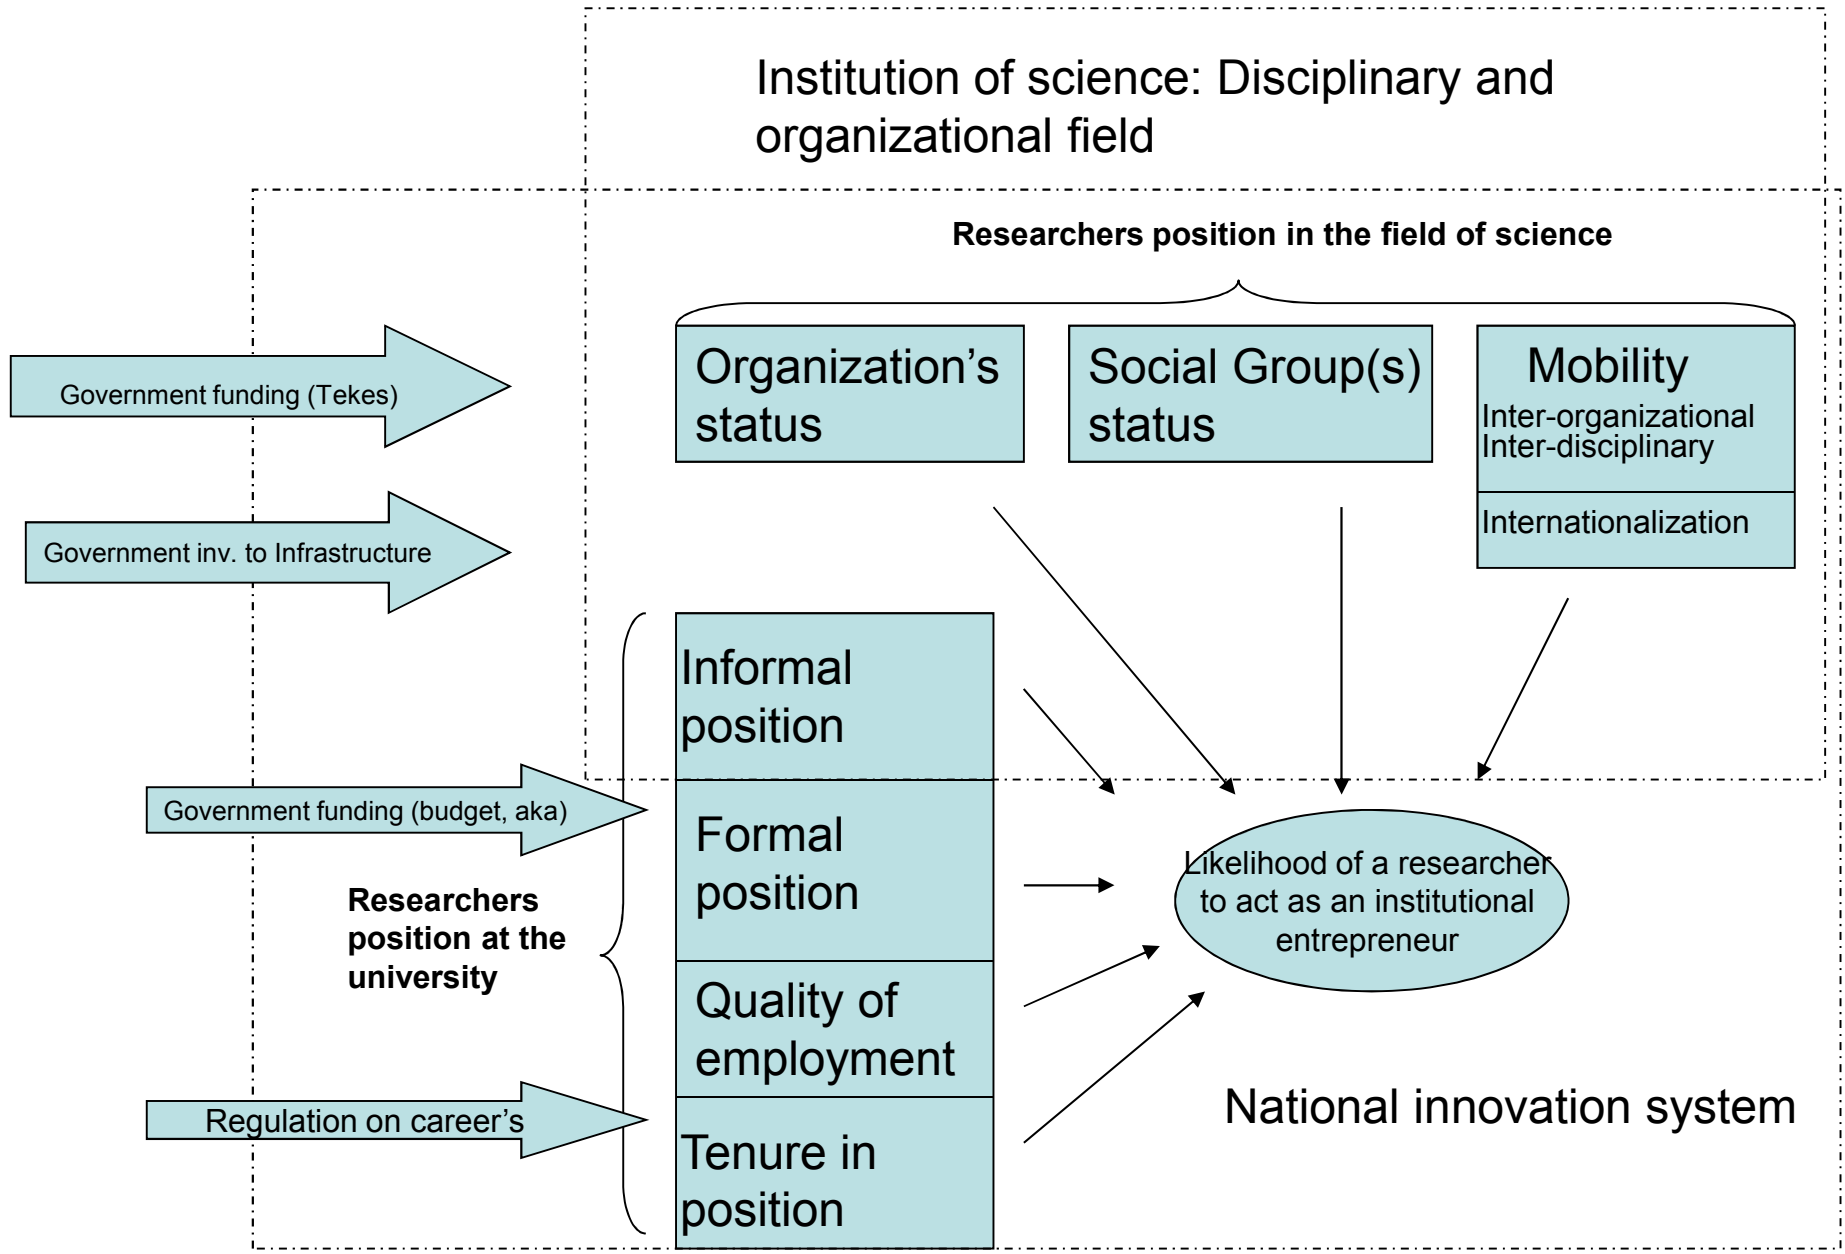 Institution of science: Disciplinary and
organizational field
Researchers position in the field of science
Organization’s
status
Social Group(s)
status
Mobility
Inter-organizational
Inter-disciplinary
Internationalization
Government funding (Tekes)
Government inv. to Infrastructure
Government funding (budget, aka)
Regulation on career’s
Researchers
position at the
university
Informal
position
Formal
position
Quality of
employment
Tenure in
position
Likelihood of a researcher
to act as an institutional
entrepreneur
National innovation system